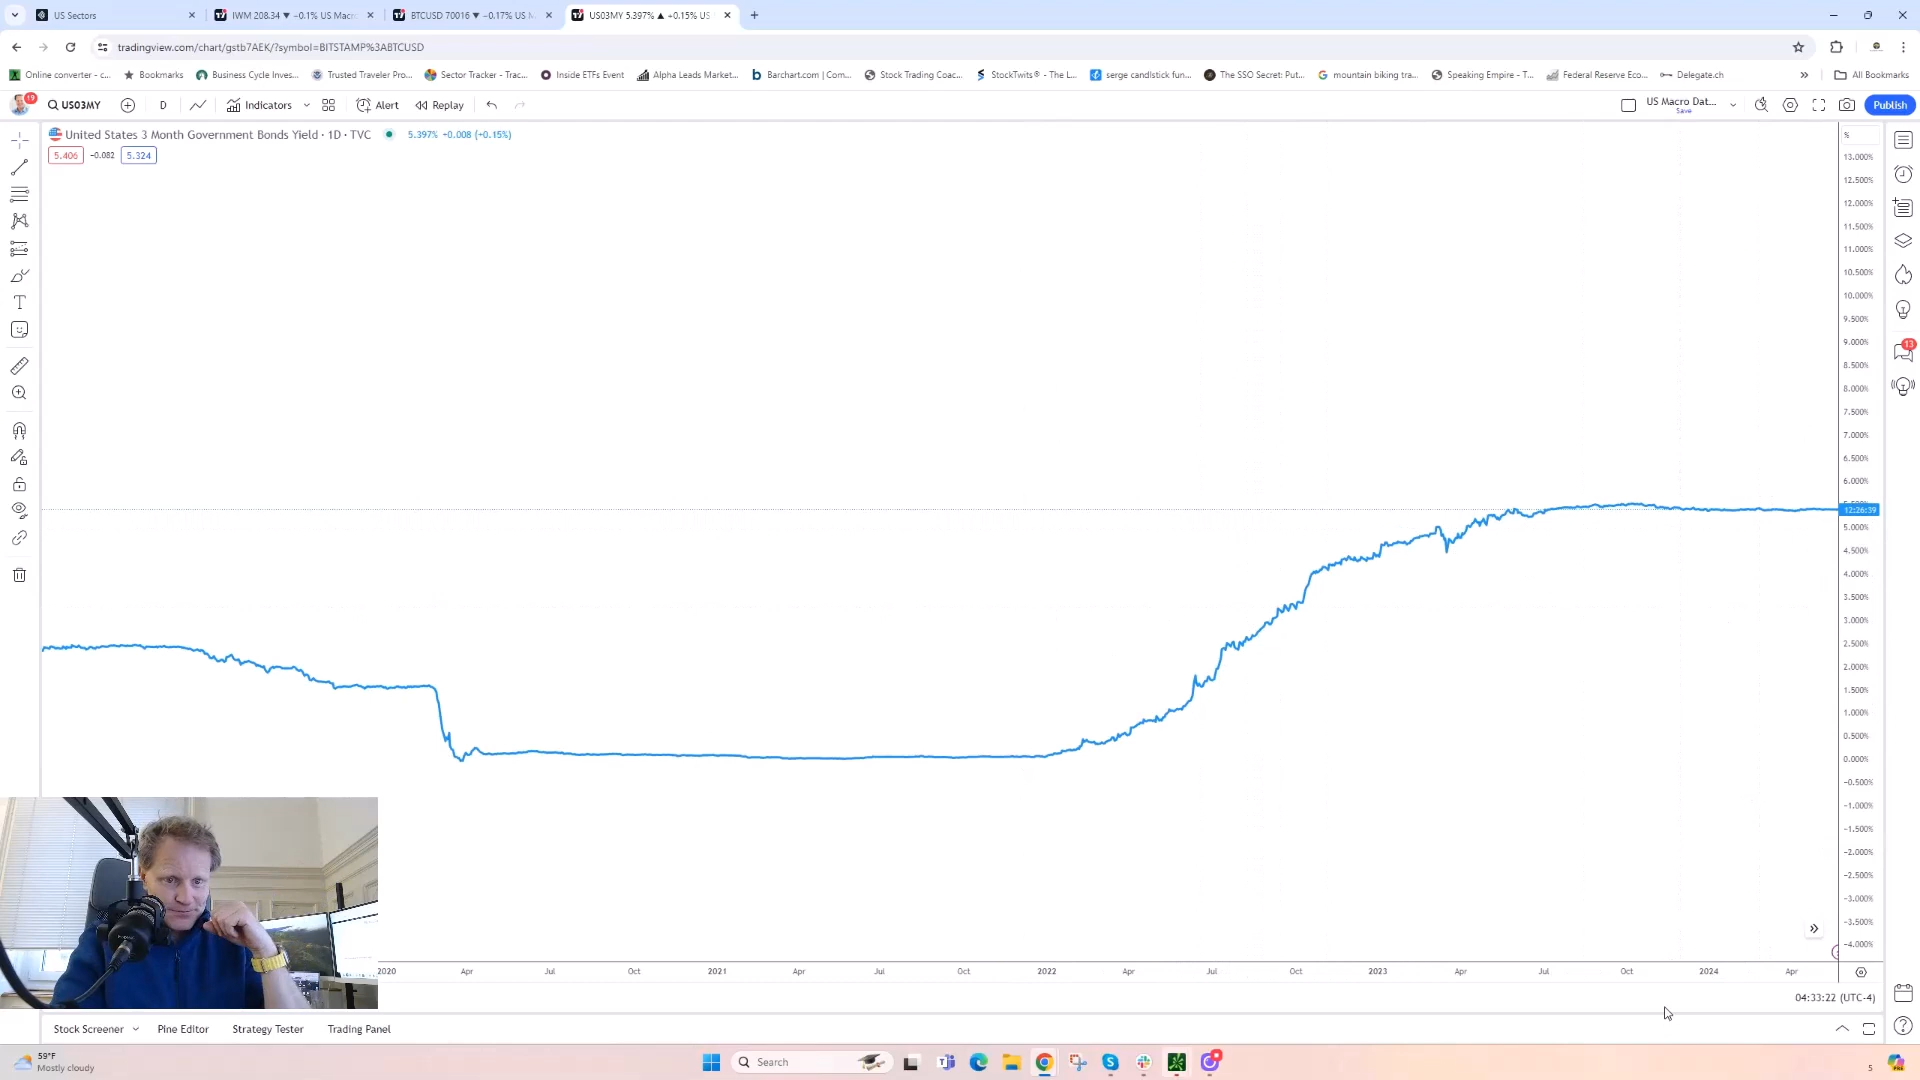 US Sectors
IWM 208.34 ▼ −0.1% US Macro
BTCUSD 70016 ▼ −0.17% US M
US03MY 5.397% ▲ +0.15% US
tradingview.com/chart/gstb7AEK/?symbol=BITSTAMP%3ABTCUSD
Online converter - c...
Bookmarks
Business Cycle Inves...
Trusted Traveler Pro...
Sector Tracker - Trac...
Inside ETFs Event
Alpha Leads Market...
Barchart.com | Com...
Stock Trading Coac...
StockTwits® - The L...
serge candlstick fun...
The SSO Secret: Put...
mountain biking tra...
Speaking Empire - T...
Federal Reserve Eco...
Delegate.ch
»
All Bookmarks
19
US03MY
D
Indicators
Alert
Replay
US Macro Dat...
Save
Publish
United States 3 Month Government Bonds Yield · 1D · TVC
5.397% +0.008 (+0.15%)
5.406
−0.082
5.324
%
13.000%
12.500%
12.000%
11.500%
11.000%
10.500%
10.000%
9.500%
9.000%
8.500%
8.000%
7.500%
7.000%
6.500%
6.000%
12:26:39
5.000%
4.500%
4.000%
3.500%
3.000%
2.500%
2.000%
1.500%
1.000%
0.500%
0.000%
−0.500%
−1.000%
−1.500%
−2.000%
−2.500%
−3.000%
−3.500%
−4.000%
13
2020 Apr Jul Oct 2021 Apr Jul Oct 2022 Apr Jul Oct 2023 Apr Jul Oct 2024 Apr
04:33:22 (UTC-4)
Stock Screener
Pine Editor
Strategy Tester
Trading Panel
59°F
Mostly cloudy
Search
5